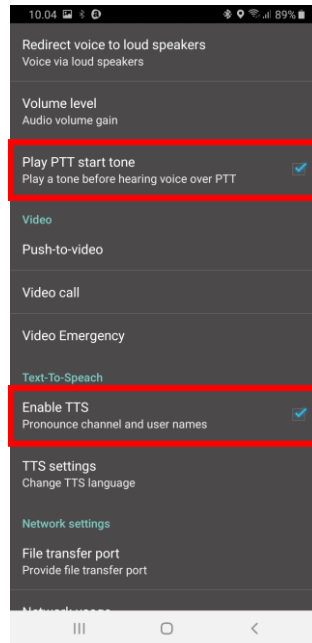 10.04 89%
Redirect voice to loud speakers
Voice via loud speakers
Volume level
Audio volume gain
Play PTT start tone
Play a tone before hearing voice over PTT
Video
Push-to-video
Video call
Video Emergency
Text-To-Speach
Enable TTS
Pronounce channel and user names
TTS settings
Change TTS language
Network settings
File transfer port
Provide file transfer port
Network usage